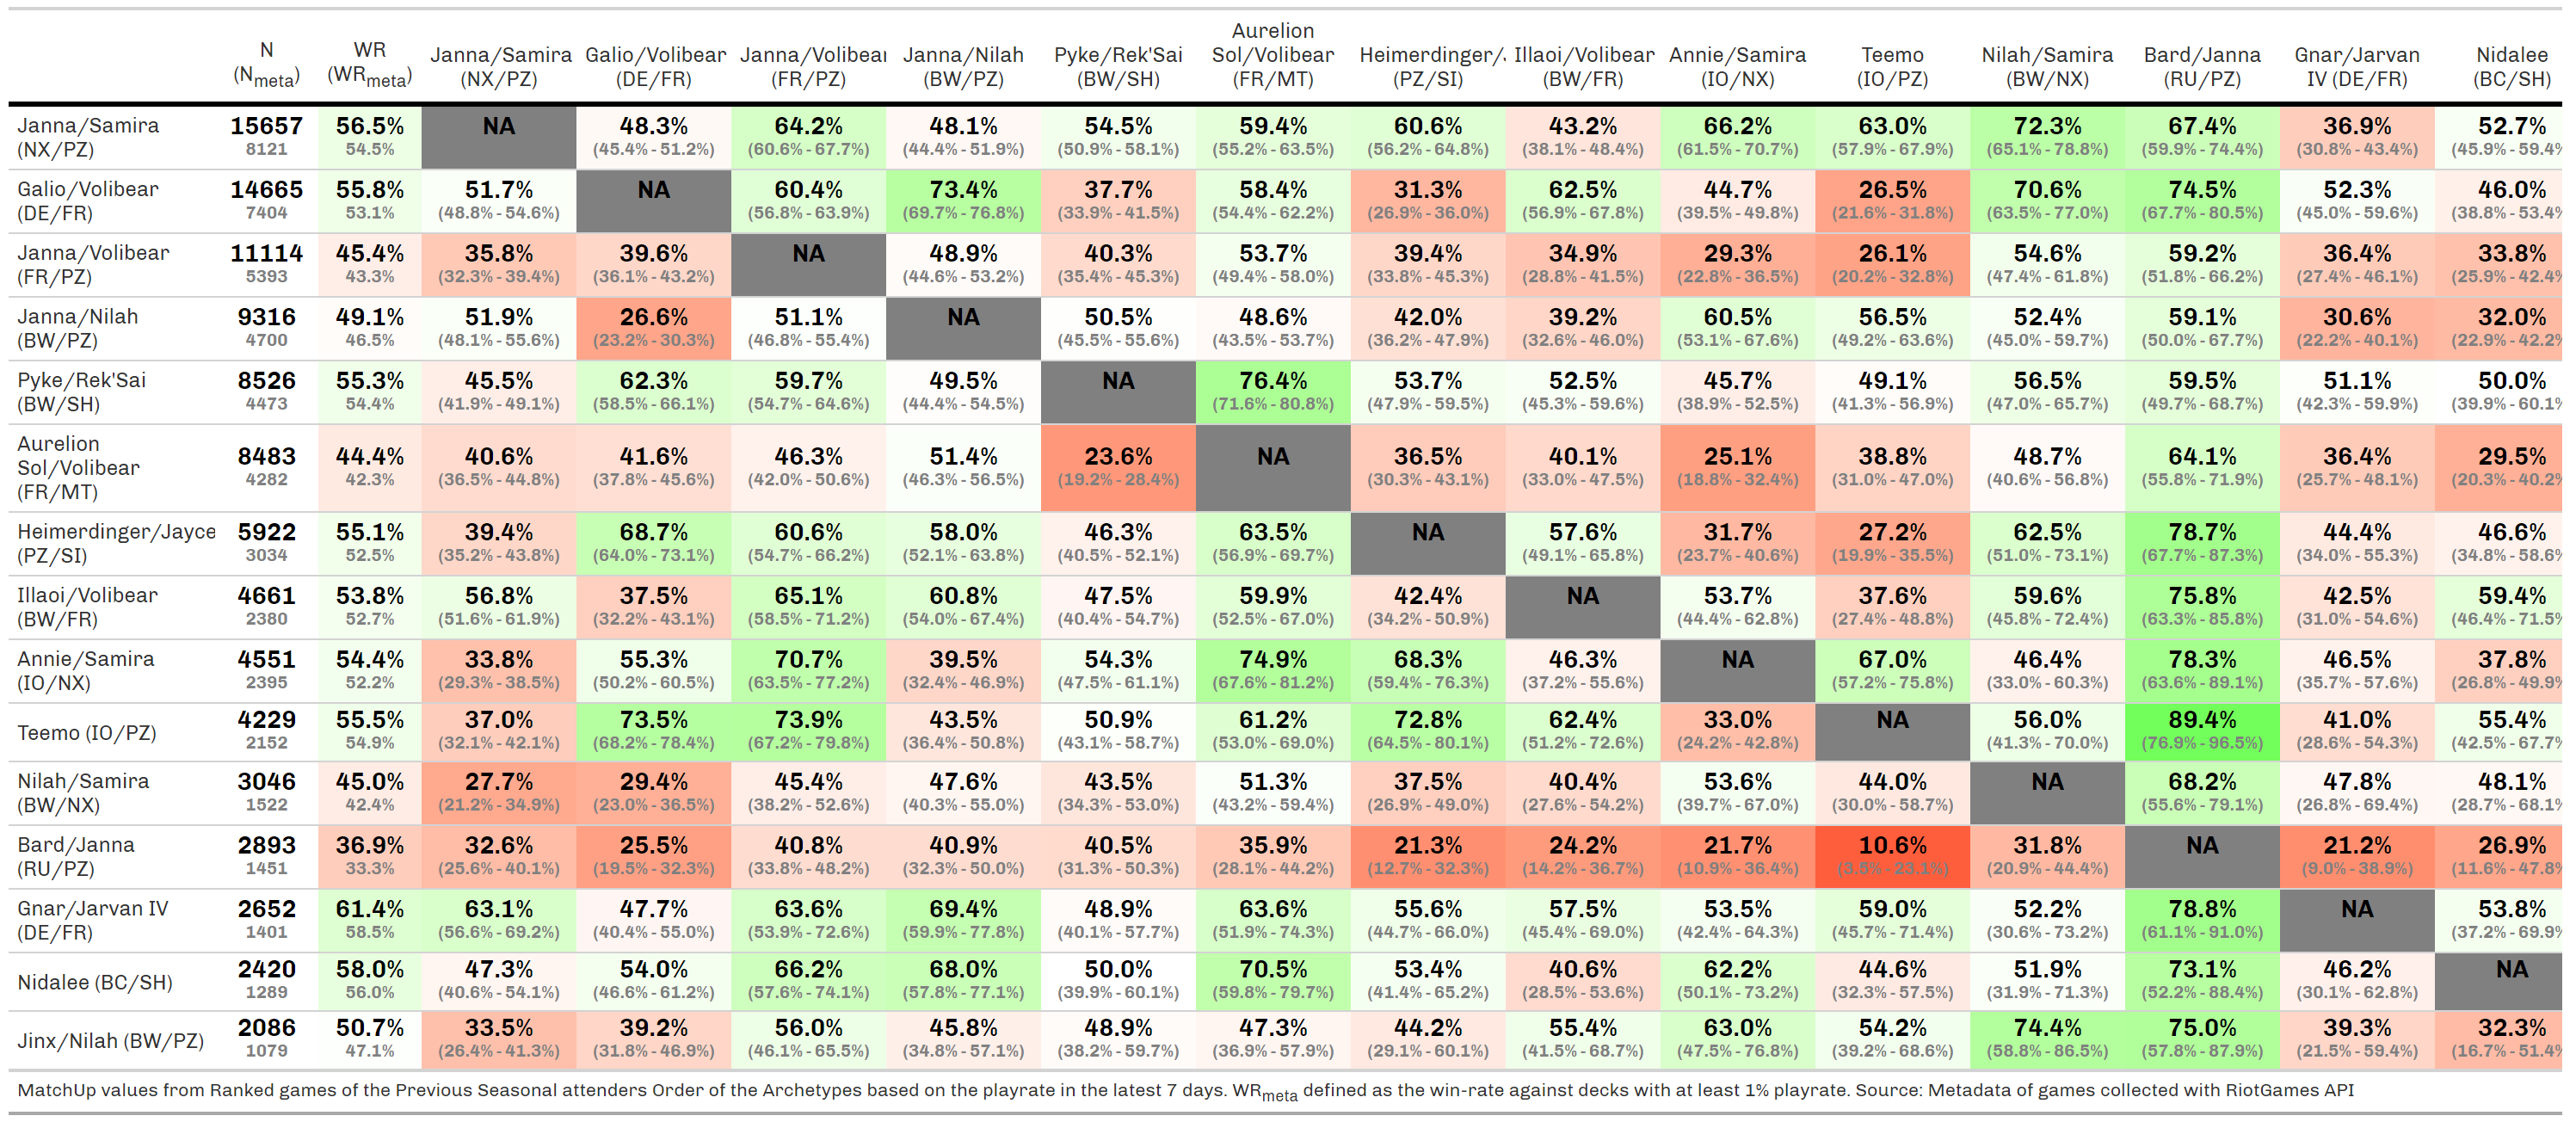 N (Nmeta) WR (WRmeta) Janna/Samira (NX/PZ) Galio/Volibear (DE/FR) Janna/Volibear (FR/PZ) Janna/Nilah (BW/PZ) Pyke/Rek'Sai (BW/SH) Aurelion Sol/Volibear (FR/MT) Heimerdinger/ (PZ/SI) Illaoi/Volibear (BW/FR) Annie/Samira (IO/NX) Teemo (IO/PZ) Nilah/Samira (BW/NX) Bard/Janna (RU/PZ) Gnar/Jarvan IV (DE/FR) Nidalee (BC/SH)
Janna/Samira 15657 56.5% NA 48.3% 64.2% 48.1% 54.5% 59.4% 60.6% 43.2% 66.2% 63.0% 72.3% 67.4% 36.9% 52.7%
(NX/PZ) 8121 54.5% (45.4% - 51.2%) (60.6% - 67.7%) (44.4% - 51.9%) (50.9% - 58.1%) (55.2% - 63.5%) (56.2% - 64.8%) (38.1% - 48.4%) (61.5% - 70.7%) (57.9% - 67.9%) (65.1% - 78.8%) (59.9% - 74.4%) (30.8% - 43.4%) (45.9% - 59.4%
Galio/Volibear 14665 55.8% 51.7% NA 60.4% 73.4% 37.7% 58.4% 31.3% 62.5% 44.7% 26.5% 70.6% 74.5% 52.3% 46.0%
(DE/FR) 7404 53.1% (48.8% - 54.6%) (56.8% - 63.9%) (69.7% - 76.8%) (33.9% - 41.5%) (54.4% - 62.2%) (26.9% - 36.0%) (56.9% - 67.8%) (39.5% - 49.8%) (21.6% - 31.8%) (63.5% - 77.0%) (67.7% - 80.5%) (45.0% - 59.6%) (38.8% - 53.4%
Janna/Volibear 11114 45.4% 35.8% 39.6% NA 48.9% 40.3% 53.7% 39.4% 34.9% 29.3% 26.1% 54.6% 59.2% 36.4% 33.8%
(FR/PZ) 5393 43.3% (32.3% - 39.4%) (36.1% - 43.2%) (44.6% - 53.2%) (35.4% - 45.3%) (49.4% - 58.0%) (33.8% - 45.3%) (28.8% - 41.5%) (22.8% - 36.5%) (20.2% - 32.8%) (47.4% - 61.8%) (51.8% - 66.2%) (27.4% - 46.1%) (25.9% - 42.4%
Janna/Nilah 9316 49.1% 51.9% 26.6% 51.1% NA 50.5% 48.6% 42.0% 39.2% 60.5% 56.5% 52.4% 59.1% 30.6% 32.0%
(BW/PZ) 4700 46.5% (48.1% - 55.6%) (23.2% - 30.3%) (46.8% - 55.4%) (45.5% - 55.6%) (43.5% - 53.7%) (36.2% - 47.9%) (32.6% - 46.0%) (53.1% - 67.6%) (49.2% - 63.6%) (45.0% - 59.7%) (50.0% - 67.7%) (22.2% - 40.1%) (22.9% - 42.2%
Pyke/Rek'Sai 8526 55.3% 45.5% 62.3% 59.7% 49.5% NA 76.4% 53.7% 52.5% 45.7% 49.1% 56.5% 59.5% 51.1% 50.0%
(BW/SH) 4473 54.4% (41.9% - 49.1%) (58.5% - 66.1%) (54.7% - 64.6%) (44.4% - 54.5%) (71.6% - 80.8%) (47.9% - 59.5%) (45.3% - 59.6%) (38.9% - 52.5%) (41.3% - 56.9%) (47.0% - 65.7%) (49.7% - 68.7%) (42.3% - 59.9%) (39.9% - 60.1%
Aurelion
Sol/Volibear 8483 44.4% 40.6% 41.6% 46.3% 51.4% 23.6% NA 36.5% 40.1% 25.1% 38.8% 48.7% 64.1% 36.4% 29.5%
(FR/MT) 4282 42.3% (36.5% - 44.8%) (37.8% - 45.6%) (42.0% - 50.6%) (46.3% - 56.5%) (19.2% - 28.4%) (30.3% - 43.1%) (33.0% - 47.5%) (18.8% - 32.4%) (31.0% - 47.0%) (40.6% - 56.8%) (55.8% - 71.9%) (25.7% - 48.1%) (20.3% - 40.2%
Heimerdinger/Jayce 5922 55.1% 39.4% 68.7% 60.6% 58.0% 46.3% 63.5% NA 57.6% 31.7% 27.2% 62.5% 78.7% 44.4% 46.6%
(PZ/SI) 3034 52.5% (35.2% - 43.8%) (64.0% - 73.1%) (54.7% - 66.2%) (52.1% - 63.8%) (40.5% - 52.1%) (56.9% - 69.7%) (49.1% - 65.8%) (23.7% - 40.6%) (19.9% - 35.5%) (51.0% - 73.1%) (67.7% - 87.3%) (34.0% - 55.3%) (34.8% - 58.6%
Illaoi/Volibear 4661 53.8% 56.8% 37.5% 65.1% 60.8% 47.5% 59.9% 42.4% NA 53.7% 37.6% 59.6% 75.8% 42.5% 59.4%
(BW/FR) 2380 52.7% (51.6% - 61.9%) (32.2% - 43.1%) (58.5% - 71.2%) (54.0% - 67.4%) (40.4% - 54.7%) (52.5% - 67.0%) (34.2% - 50.9%) (44.4% - 62.8%) (27.4% - 48.8%) (45.8% - 72.4%) (63.3% - 85.8%) (31.0% - 54.6%) (46.4% - 71.5%
Annie/Samira 4551 54.4% 33.8% 55.3% 70.7% 39.5% 54.3% 74.9% 68.3% 46.3% NA 67.0% 46.4% 78.3% 46.5% 37.8%
(IO/NX) 2395 52.2% (29.3% - 38.5%) (50.2% - 60.5%) (63.5% - 77.2%) (32.4% - 46.9%) (47.5% - 61.1%) (67.6% - 81.2%) (59.4% - 76.3%) (37.2% - 55.6%) (57.2% - 75.8%) (33.0% - 60.3%) (63.6% - 89.1%) (35.7% - 57.6%) (26.8% - 49.9%
Teemo (IO/PZ) 4229 55.5% 37.0% 73.5% 73.9% 43.5% 50.9% 61.2% 72.8% 62.4% 33.0% NA 56.0% 89.4% 41.0% 55.4%
2152 54.9% (32.1% - 42.1%) (68.2% - 78.4%) (67.2% - 79.8%) (36.4% - 50.8%) (43.1% - 58.7%) (53.0% - 69.0%) (64.5% - 80.1%) (51.2% - 72.6%) (24.2% - 42.8%) (41.3% - 70.0%) (76.9% - 96.5%) (28.6% - 54.3%) (42.5% - 67.7%
Nilah/Samira 3046 45.0% 27.7% 29.4% 45.4% 47.6% 43.5% 51.3% 37.5% 40.4% 53.6% 44.0% NA 68.2% 47.8% 48.1%
(BW/NX) 1522 42.4% (21.2% - 34.9%) (23.0% - 36.5%) (38.2% - 52.6%) (40.3% - 55.0%) (34.3% - 53.0%) (43.2% - 59.4%) (26.9% - 49.0%) (27.6% - 54.2%) (39.7% - 67.0%) (30.0% - 58.7%) (55.6% - 79.1%) (26.8% - 69.4%) (28.7% - 68.1%
Bard/Janna 2893 36.9% 32.6% 25.5% 40.8% 40.9% 40.5% 35.9% 21.3% 24.2% 21.7% 10.6% 31.8% NA 21.2% 26.9%
(RU/PZ) 1451 33.3% (25.6% - 40.1%) (19.5% - 32.3%) (33.8% - 48.2%) (32.3% - 50.0%) (31.3% - 50.3%) (28.1% - 44.2%) (12.7% - 32.3%) (14.2% - 36.7%) (10.9% - 36.4%) (3.5% - 23.1%) (20.9% - 44.4%) (9.0% - 38.9%) (11.6% - 47.8%
Gnar/Jarvan IV 2652 61.4% 63.1% 47.7% 63.6% 69.4% 48.9% 63.6% 55.6% 57.5% 53.5% 59.0% 52.2% 78.8% NA 53.8%
(DE/FR) 1401 58.5% (56.6% - 69.2%) (40.4% - 55.0%) (53.9% - 72.6%) (59.9% - 77.8%) (40.1% - 57.7%) (51.9% - 74.3%) (44.7% - 66.0%) (45.4% - 69.0%) (42.4% - 64.3%) (45.7% - 71.4%) (30.6% - 73.2%) (61.1% - 91.0%) (37.2% - 69.9%
Nidalee (BC/SH) 2420 58.0% 47.3% 54.0% 66.2% 68.0% 50.0% 70.5% 53.4% 40.6% 62.2% 44.6% 51.9% 73.1% 46.2% NA
1289 56.0% (40.6% - 54.1%) (46.6% - 61.2%) (57.6% - 74.1%) (57.8% - 77.1%) (39.9% - 60.1%) (59.8% - 79.7%) (41.4% - 65.2%) (28.5% - 53.6%) (50.1% - 73.2%) (32.3% - 57.5%) (31.9% - 71.3%) (52.2% - 88.4%) (30.1% - 62.8%)
Jinx/Nilah (BW/PZ) 2086 50.7% 33.5% 39.2% 56.0% 45.8% 48.9% 47.3% 44.2% 55.4% 63.0% 54.2% 74.4% 75.0% 39.3% 32.3%
1079 47.1% (26.4% - 41.3%) (31.8% - 46.9%) (46.1% - 65.5%) (34.8% - 57.1%) (38.2% - 59.7%) (36.9% - 57.9%) (29.1% - 60.1%) (41.5% - 68.7%) (47.5% - 76.8%) (39.2% - 68.6%) (58.8% - 86.5%) (57.8% - 87.9%) (21.5% - 59.4%) (16.7% - 51.4%
MatchUp values from Ranked games of the Previous Seasonal attenders Order of the Archetypes based on the playrate in the latest 7 days. WRmeta defined as the win-rate against decks with at least 1% playrate. Source: Metadata of games collected with RiotGames API